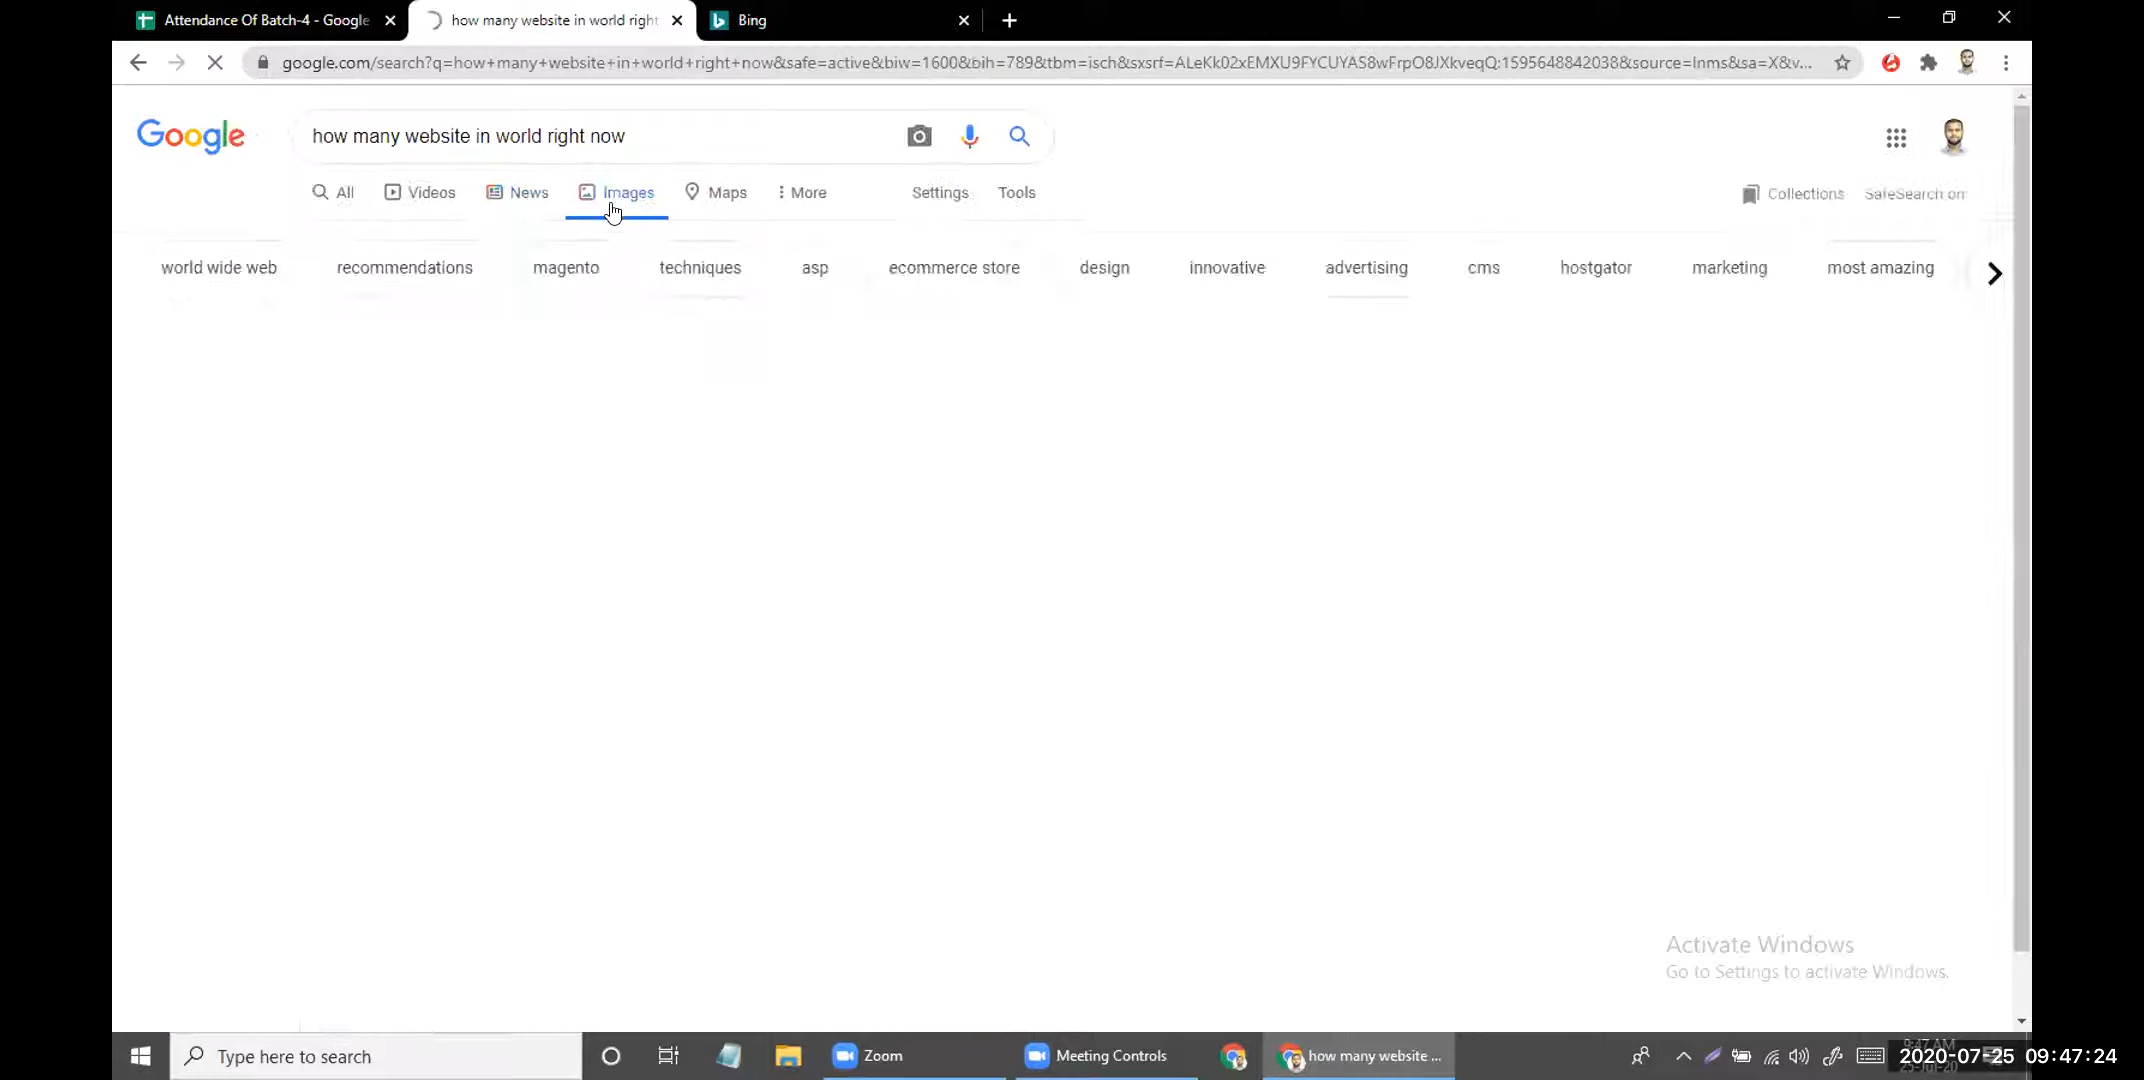 Attendance Of Batch-4 - Google
how many website in world right
Bing
google.com/search?q=how+many+website+in+world+right+now&safe=active&biw=1600&bih=789&tbm=isch&sxsrf=ALeKk02xEMXU9FYCUYAS8wFrpO8JXkveqQ:1595648842038&source=lnms&sa=X&v...
Google
how many website in world right now
All Videos News Images Maps More Settings Tools
Collections SafeSearch on
world wide web recommendations magento techniques asp ecommerce store design innovative advertising cms hostgator marketing most amazing
Activate Windows
Go to Settings to activate Windows.
Type here to search
Zoom
Meeting Controls
how many website ...
9:47 AM
2020-07-25 09:47:24